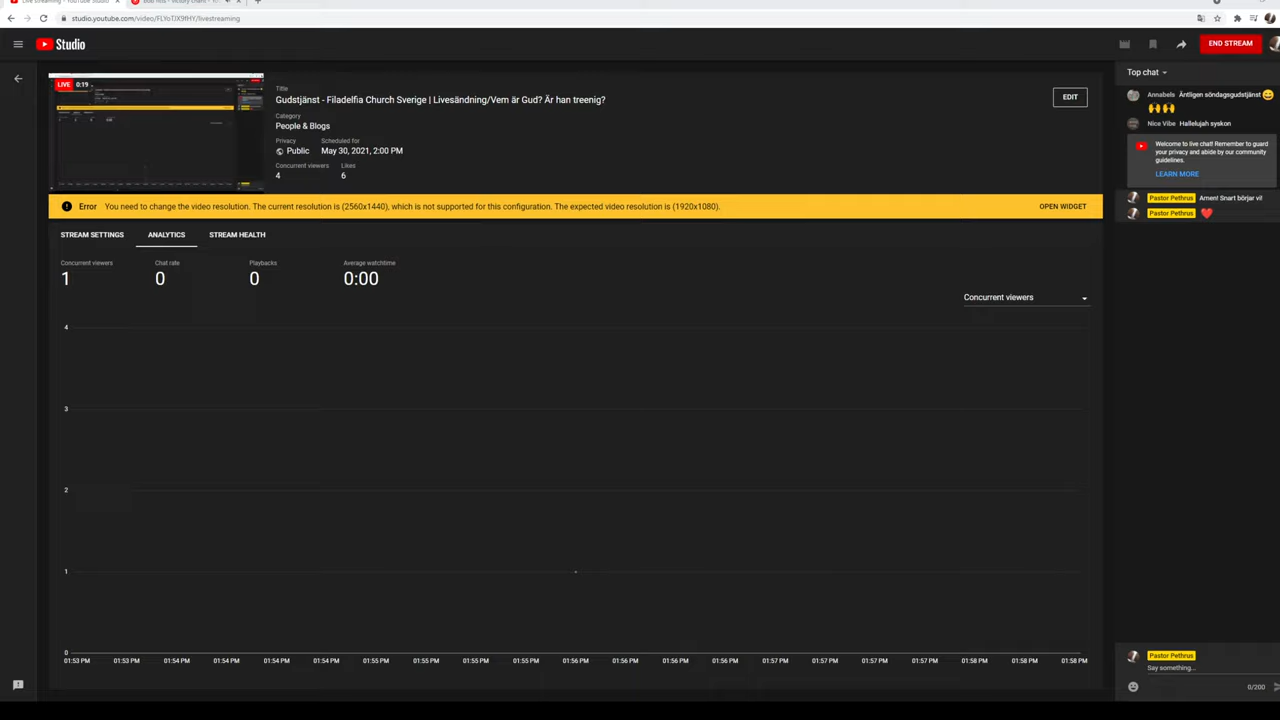 Live Streaming - YouTube Studio
studio.youtube.com/video/FLYoTJX9fHY/livestreaming
Studio
END STREAM
LIVE 0:19
Title
Gudstjänst - Filadelfia Church Sverige | Livesändning/Vem är Gud? Är han treenig?
EDIT
Category
People & Blogs
Privacy Scheduled for
Public May 30, 2021, 2:00 PM
Concurrent viewers Likes
4 6
Error You need to change the video resolution. The current resolution is (2560x1440), which is not supported for this configuration. The expected video resolution is (1920x1080). OPEN WIDGET
STREAM SETTINGS ANALYTICS STREAM HEALTH
Concurrent viewers Chat rate Playbacks Average watchtime
1 0 0 0:00
Concurrent viewers
4
3
2
1
0
01:53 PM 01:53 PM 01:54 PM 01:54 PM 01:54 PM 01:54 PM 01:55 PM 01:55 PM 01:55 PM 01:55 PM 01:56 PM 01:56 PM 01:56 PM 01:56 PM 01:57 PM 01:57 PM 01:57 PM 01:58 PM 01:58 PM 01:58 PM
Top chat
Annabels Äntligen söndagsgudstjänst 😄
🙌🙌
Nice Vibe Hallelujah syskon
Welcome to live chat! Remember to guard
your privacy and abide by our community
guidelines.
LEARN MORE
Pastor Pethrus Amen! Snart börjar vi!
Pastor Pethrus ❤️
Pastor Pethrus
Say something...
0/200